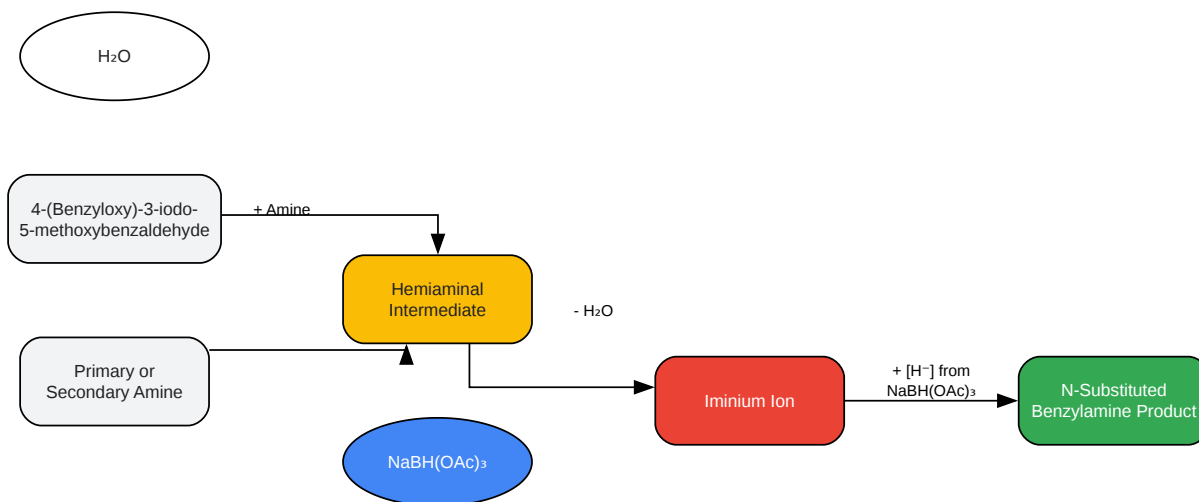 H₂O
4-(Benzyloxy)-3-iodo-
5-methoxybenzaldehyde
+ Amine
Hemiaminal
Intermediate
- H₂O
Primary or
Secondary Amine
Iminium Ion
+ [H⁻] from
NaBH(OAc)₃
N-Substituted
Benzylamine Product
NaBH(OAc)₃